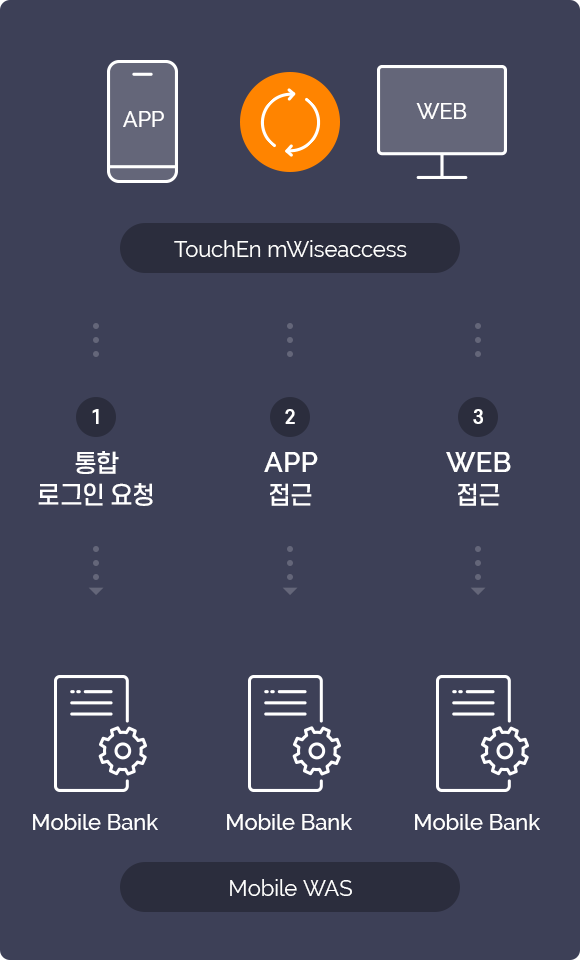 APP
WEB
TouchEn mWiseaccess
1
2
3
통합
로그인 요청
APP
접근
WEB
접근
Mobile Bank
Mobile Bank
Mobile Bank
Mobile WAS